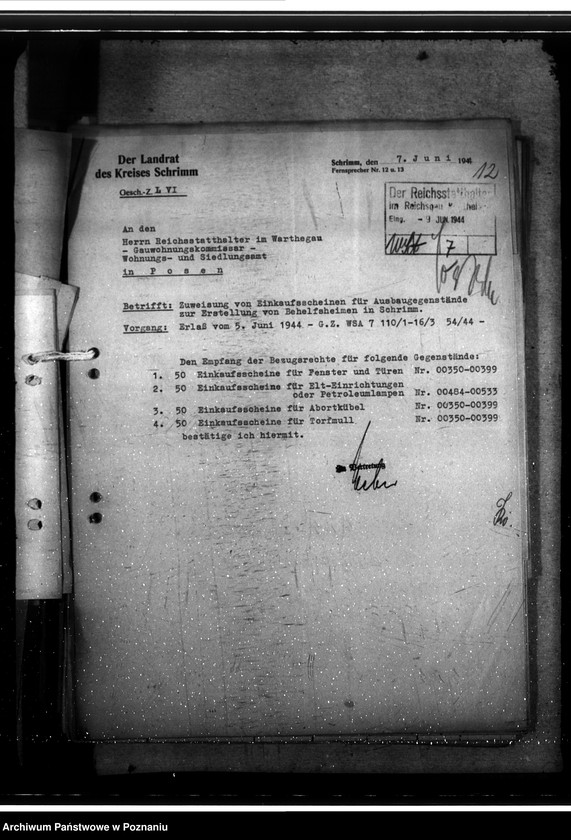 Der Landrat
des Kreises Schrimm
Gesch.-Z. L VI
Schrimm, den 7. Juni 194
Fernsprecher Nr. 12 u. 13
12
Der Reichsstatthalter
im Reichsgau
Eing. - 9 JUN. 1944
7
An den
Herrn Reichsstatthalter im Warthegau
- Gauwohnungskommissar -
Wohnungs- und Siedlungsamt
in Posen
Betrifft: Zuweisung von Einkaufsscheinen für Ausbaugegenstände
zur Erstellung von Behelfsheimen in Schrimm.
Vorgang: Erlaß vom 5. Juni 1944 - G.Z. WSA 7 110/1-16/3 54/44 -
Den Empfang der Bezugsrechte für folgende Gegenstände:
1. 50 Einkaufsscheine für Fenster und Türen Nr. 00350-00399
2. 50 Einkaufsscheine für Elt-Einrichtungen
oder Petroleumlampen Nr. 00484-00533
3. 50 Einkaufsscheine für Abortkübel Nr. 00350-00399
4. 50 Einkaufsscheine für Torfmull Nr. 00350-00399
bestätige ich hiermit.
In Vertretung
Archiwum Państwowe w Poznaniu